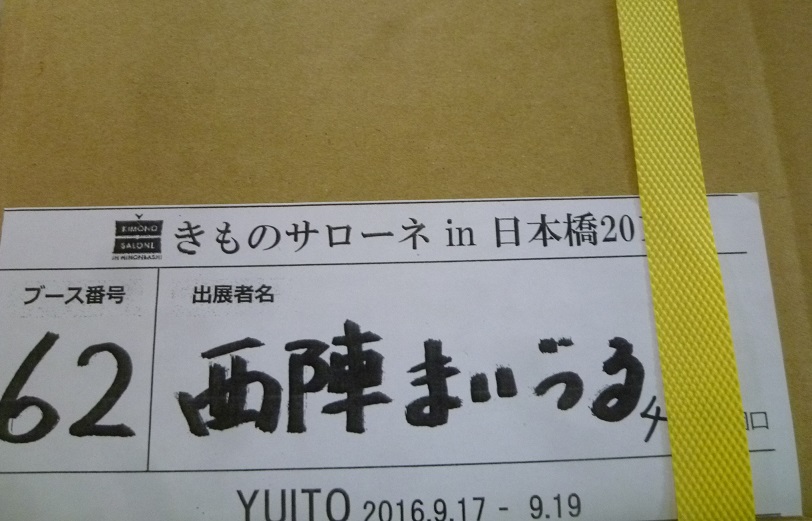 KIMONO
SALONE
IN NIHONBASHI
きものサローネ in 日本橋20
ブース番号 出展者名
62 西陣まいづる
4 口
YUITO 2016.9.17 - 9.19